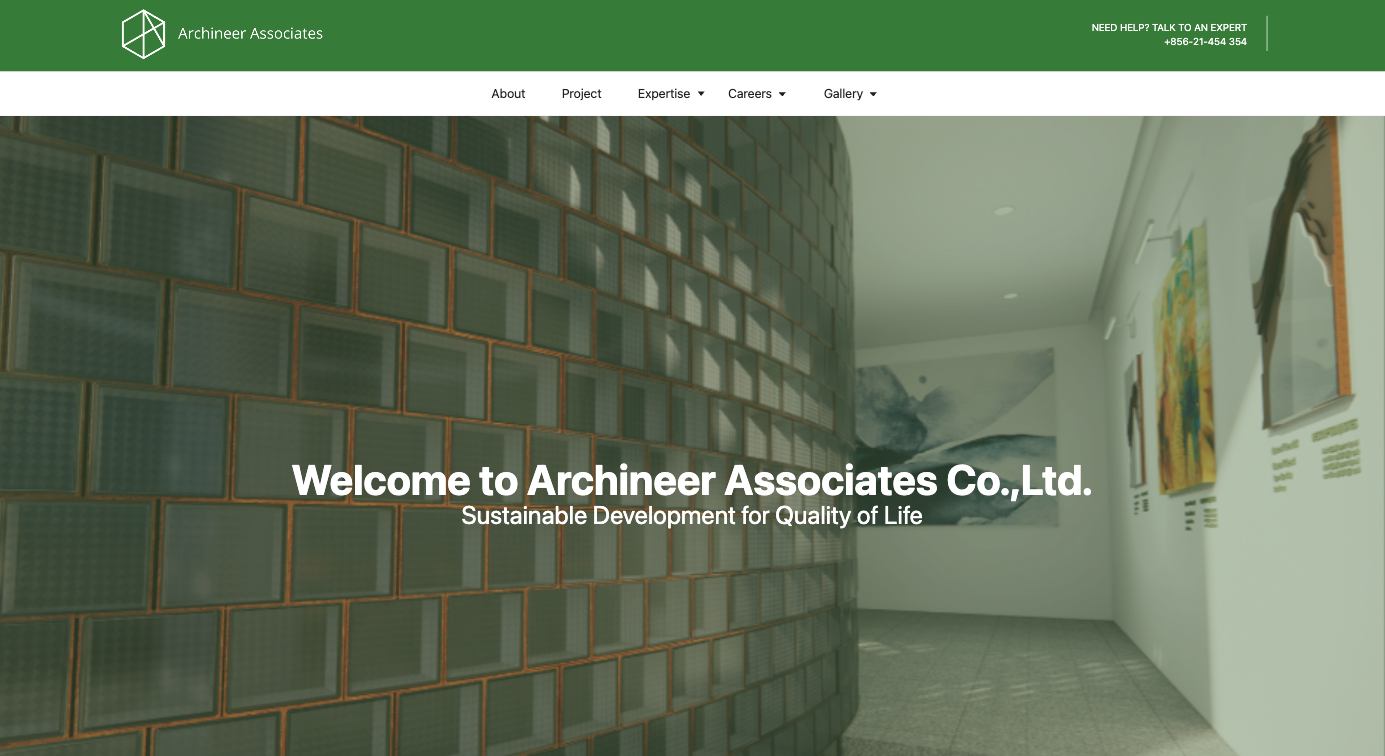 Archineer Associates
NEED HELP? TALK TO AN EXPERT
+856-21-454 354
About
Project
Expertise
Careers
Gallery
Welcome to Archineer Associates Co.,Ltd.
Sustainable Development for Quality of Life